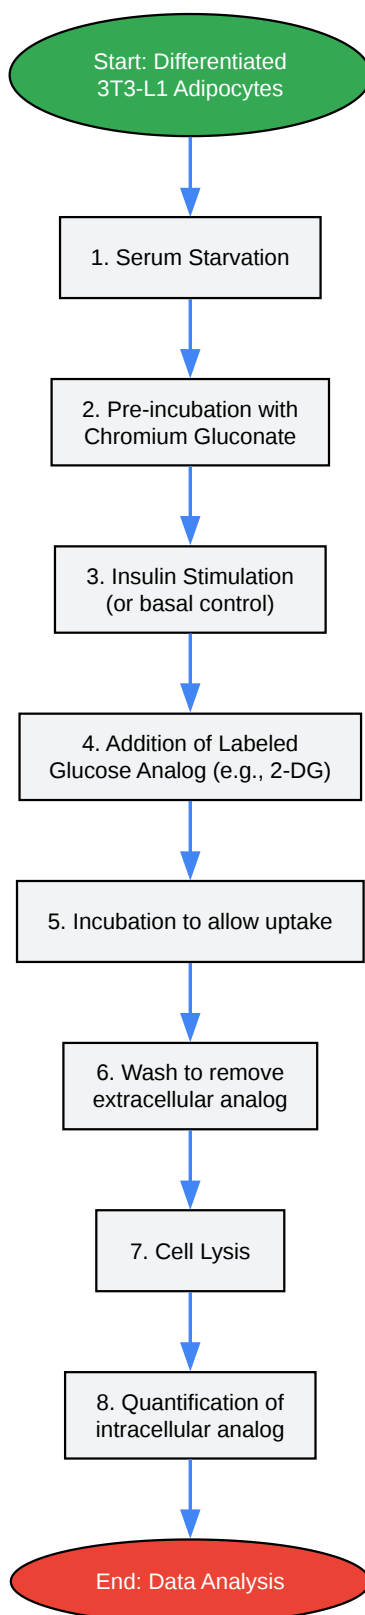 Start: Differentiated
3T3-L1 Adipocytes
1. Serum Starvation
2. Pre-incubation with
Chromium Gluconate
3. Insulin Stimulation
(or basal control)
4. Addition of Labeled
Glucose Analog (e.g., 2-DG)
5. Incubation to allow uptake
6. Wash to remove
extracellular analog
7. Cell Lysis
8. Quantification of
intracellular analog
End: Data Analysis